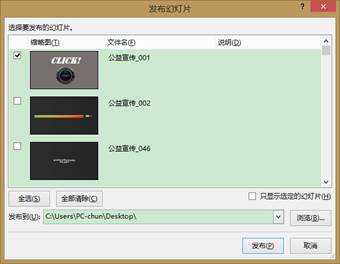 发布幻灯片
? ×
选择要发布的幻灯片。
缩略图(T) 文件名(F) 说明(D)
CLICK!
公益宣传_001
公益宣传_002
公益宣传_046
全选(S) 全部清除(C) 只显示选定的幻灯片(H)
发布到(U): C:\Users\PC-chun\Desktop\ 浏览(B)...
发布(P) 取消